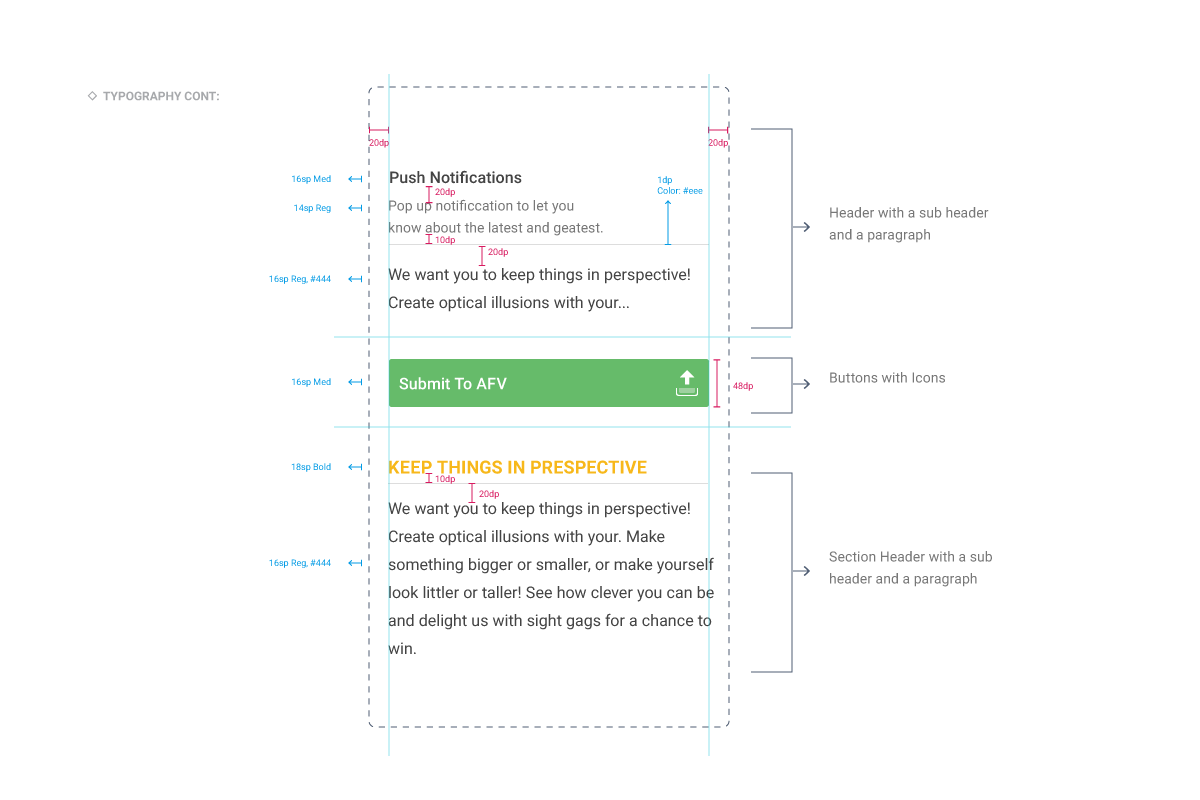 TYPOGRAPHY CONT:
20dp
20dp
16sp Med
Push Notifications
1dp
Color: #eee
20dp
14sp Reg
Pop up notificcation to let you
know about the latest and geatest.
10dp
Header with a sub header
and a paragraph
20dp
16sp Reg, #444
We want you to keep things in perspective!
Create optical illusions with your...
16sp Med
Submit To AFV
48dp
Buttons with Icons
18sp Bold
KEEP THINGS IN PRESPECTIVE
10dp
20dp
We want you to keep things in perspective!
Create optical illusions with your. Make
something bigger or smaller, or make yourself
look littler or taller! See how clever you can be
and delight us with sight gags for a chance to
win.
16sp Reg, #444
Section Header with a sub
header and a paragraph